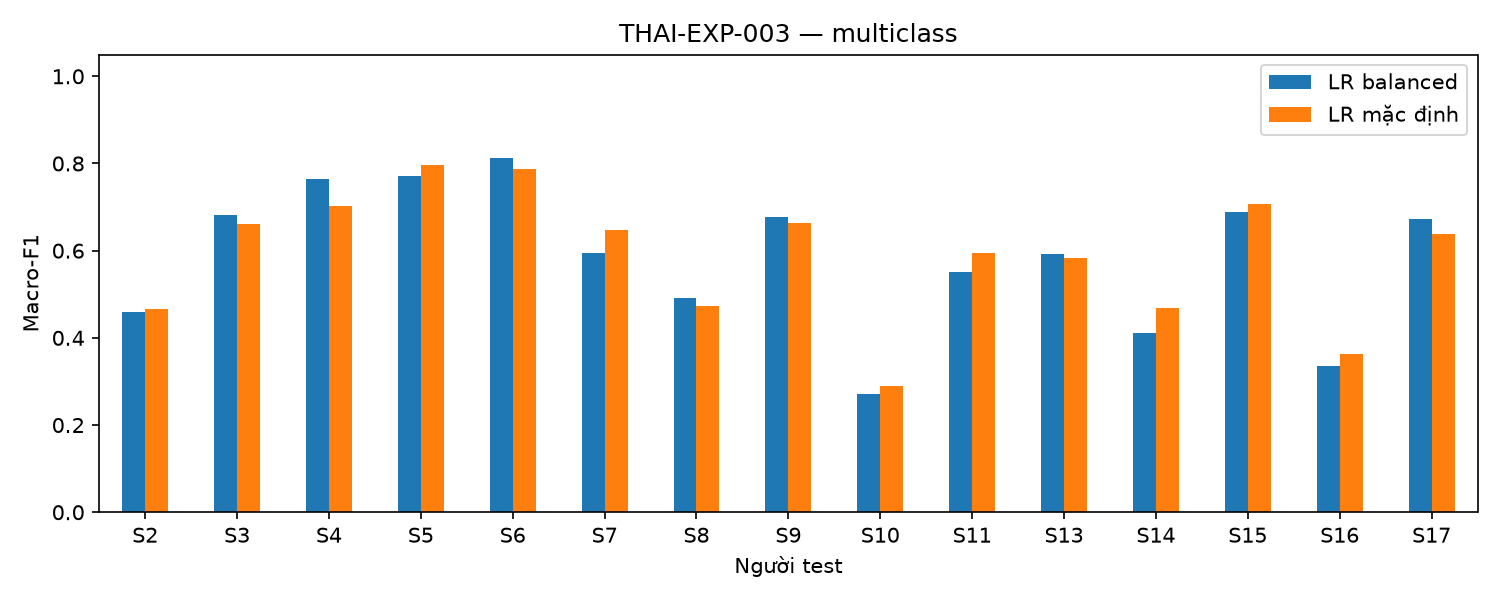 THAI-EXP-003 — multiclass
LR balanced
LR mặc định
Macro-F1
1.0
0.8
0.6
0.4
0.2
0.0
S2 S3 S4 S5 S6 S7 S8 S9 S10 S11 S13 S14 S15 S16 S17
Người test